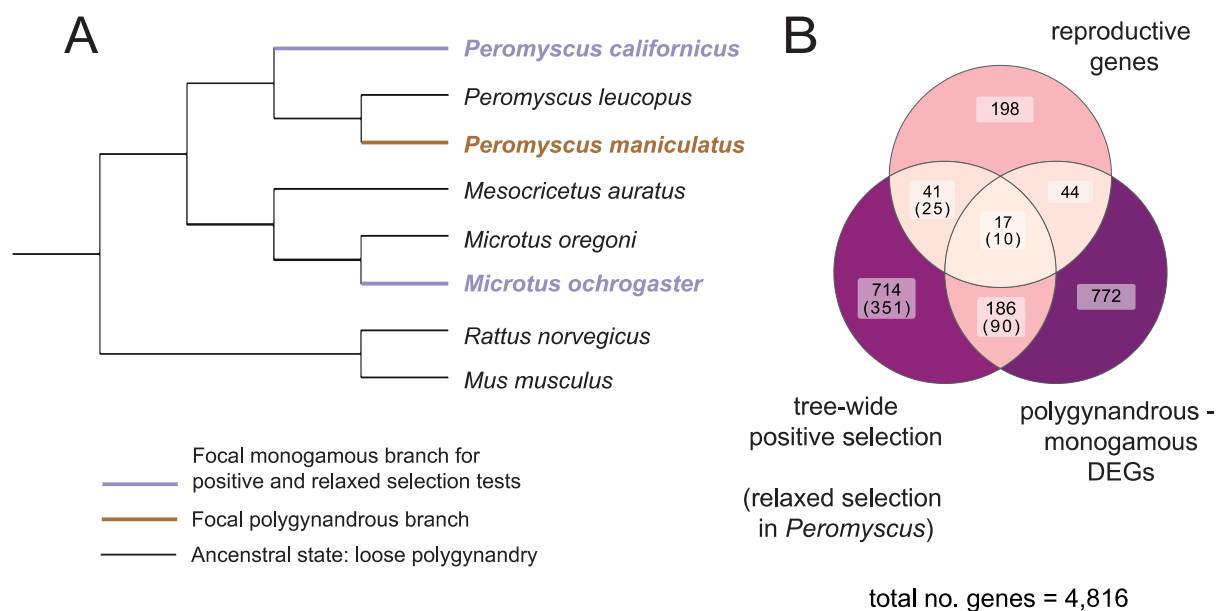 A
Peromyscus californicus
Peromyscus leucopus
Peromyscus maniculatus
Mesocricetus auratus
Microtus oregoni
Microtus ochrogaster
Rattus norvegicus
Mus musculus
Focal monogamous branch for
positive and relaxed selection tests
Focal polygynandrous branch
Ancenstral state: loose polygynandry
B
reproductive
genes
198
41
(25)
44
17
(10)
714
(351)
186
(90)
772
tree-wide
positive selection
(relaxed selection
in Peromyscus)
polygynandrous -
monogamous
DEGs
total no. genes = 4,816